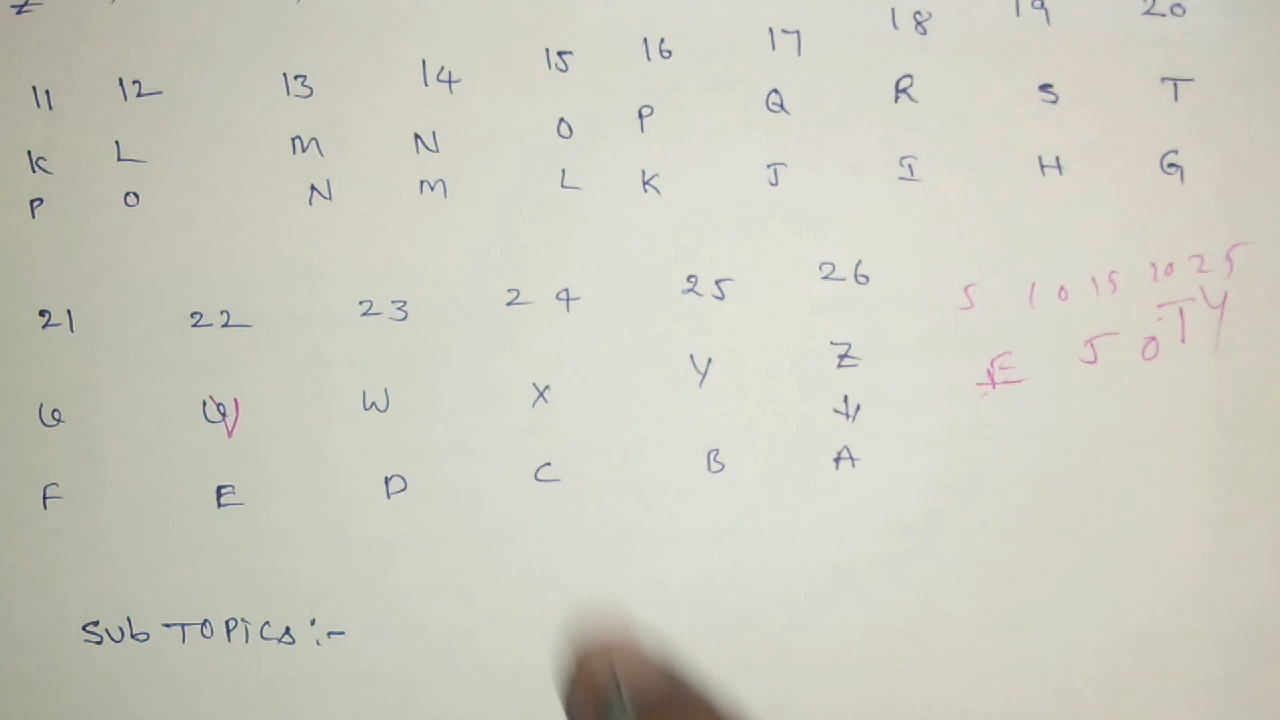 11 12 13 14 15 16 17 18 19 20
K L M N O P Q R S T
P O N M L K J I H G
21 22 23 24 25 26
U V W X Y Z
F E D C B A
5 10 15 20 25
E J O T Y
SUB TOPICS :-